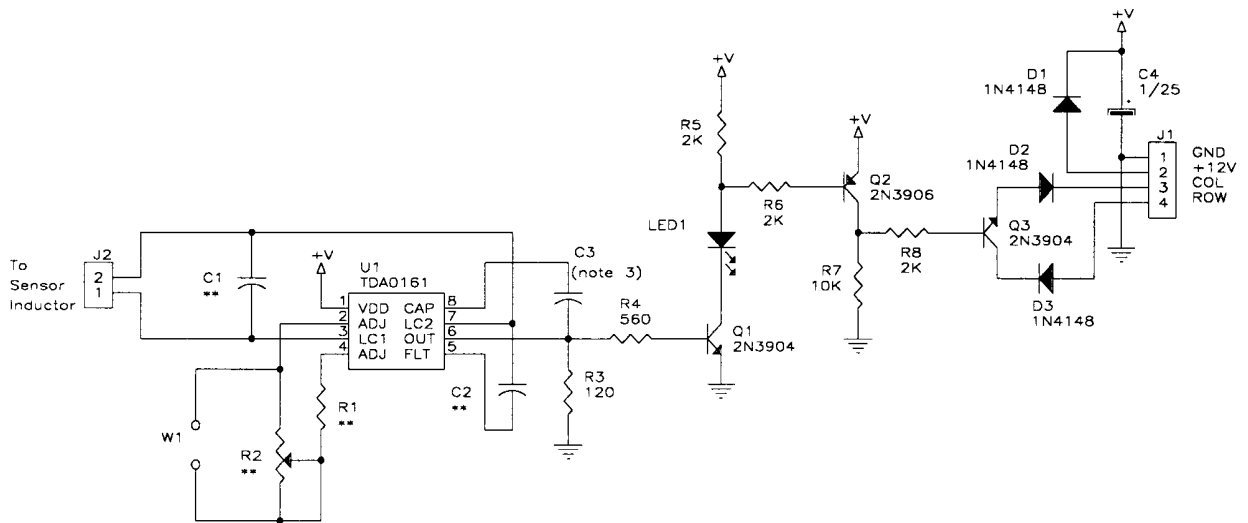 +V
D1
1N4148
C4
1/25
J1
1
2
3
4
GND
+12V
COL
ROW
D2
1N4148
+V
R5
2K
+V
Q2
2N3906
R6
2K
LED1
R8
2K
Q3
2N3904
R7
10K
D3
1N4148
To
Sensor
Inductor
J2
2
1
C1
**
+V
U1
TDA0161
1
2
3
4
VDD
ADJ
LC1
ADJ
CAP
LC2
OUT
FLT
8
7
6
5
C3
(note 3)
R4
560
Q1
2N3904
R3
120
C2
**
R1
**
W1
R2
**